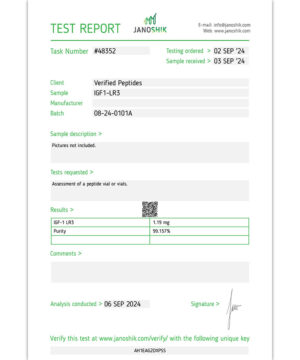 TEST REPORT
JANOSHIK
E-mail: info@janoshik.com
Web: www.janoshik.com
Task Number #48352
Testing ordered > 02 SEP '24
Sample received > 03 SEP '24
Client Verified Peptides
Sample IGF1-LR3
Manufacturer
Batch 08-24-0101A
Sample description >
Pictures not included.
Tests requested >
Assessment of a peptide vial or vials.
Results >
IGF-1 LR3 1.19 mg
Purity 99.157%
Comments >
Analysis conducted > 06 SEP 2024
Signature >
Verify this test at www.janoshik.com/verify/ with the following unique key